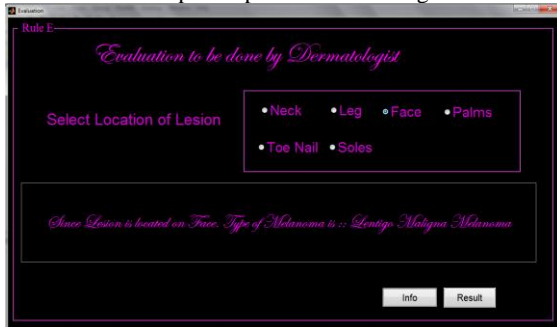 Evaluation
Rule E
Evaluation to be done by Dermatologist
Select Location of Lesion
Neck Leg Face Palms
Toe Nail Soles
Since Lesion is located on Face. Type of Melanoma is :: Lentigo Maligna Melanoma
Info Result